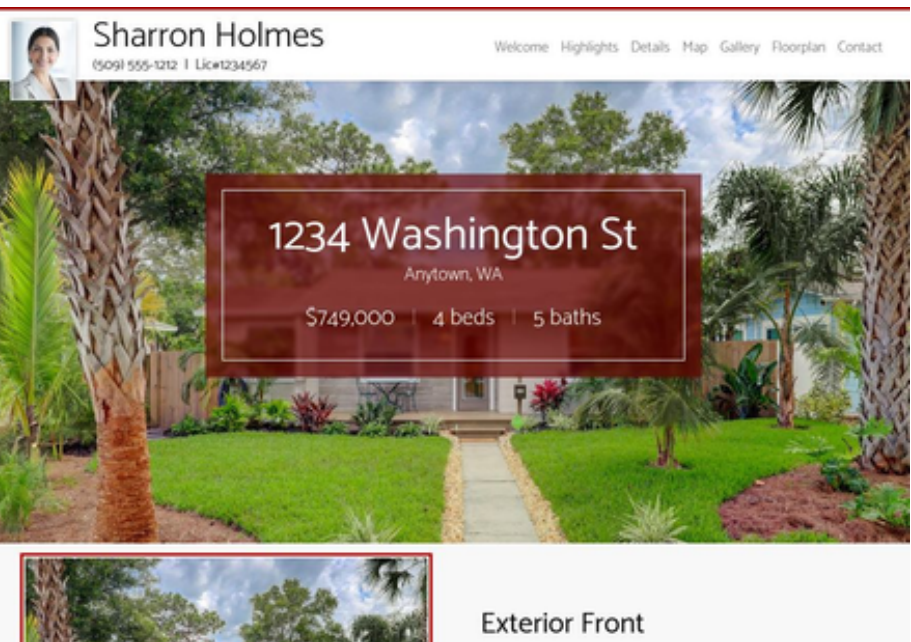 Sharron Holmes
(509) 555-1212 | Lic#1234567
Welcome Highlights Details Map Gallery Floorplan Contact
1234 Washington St
Anytown, WA
$749,000 | 4 beds | 5 baths
Exterior Front